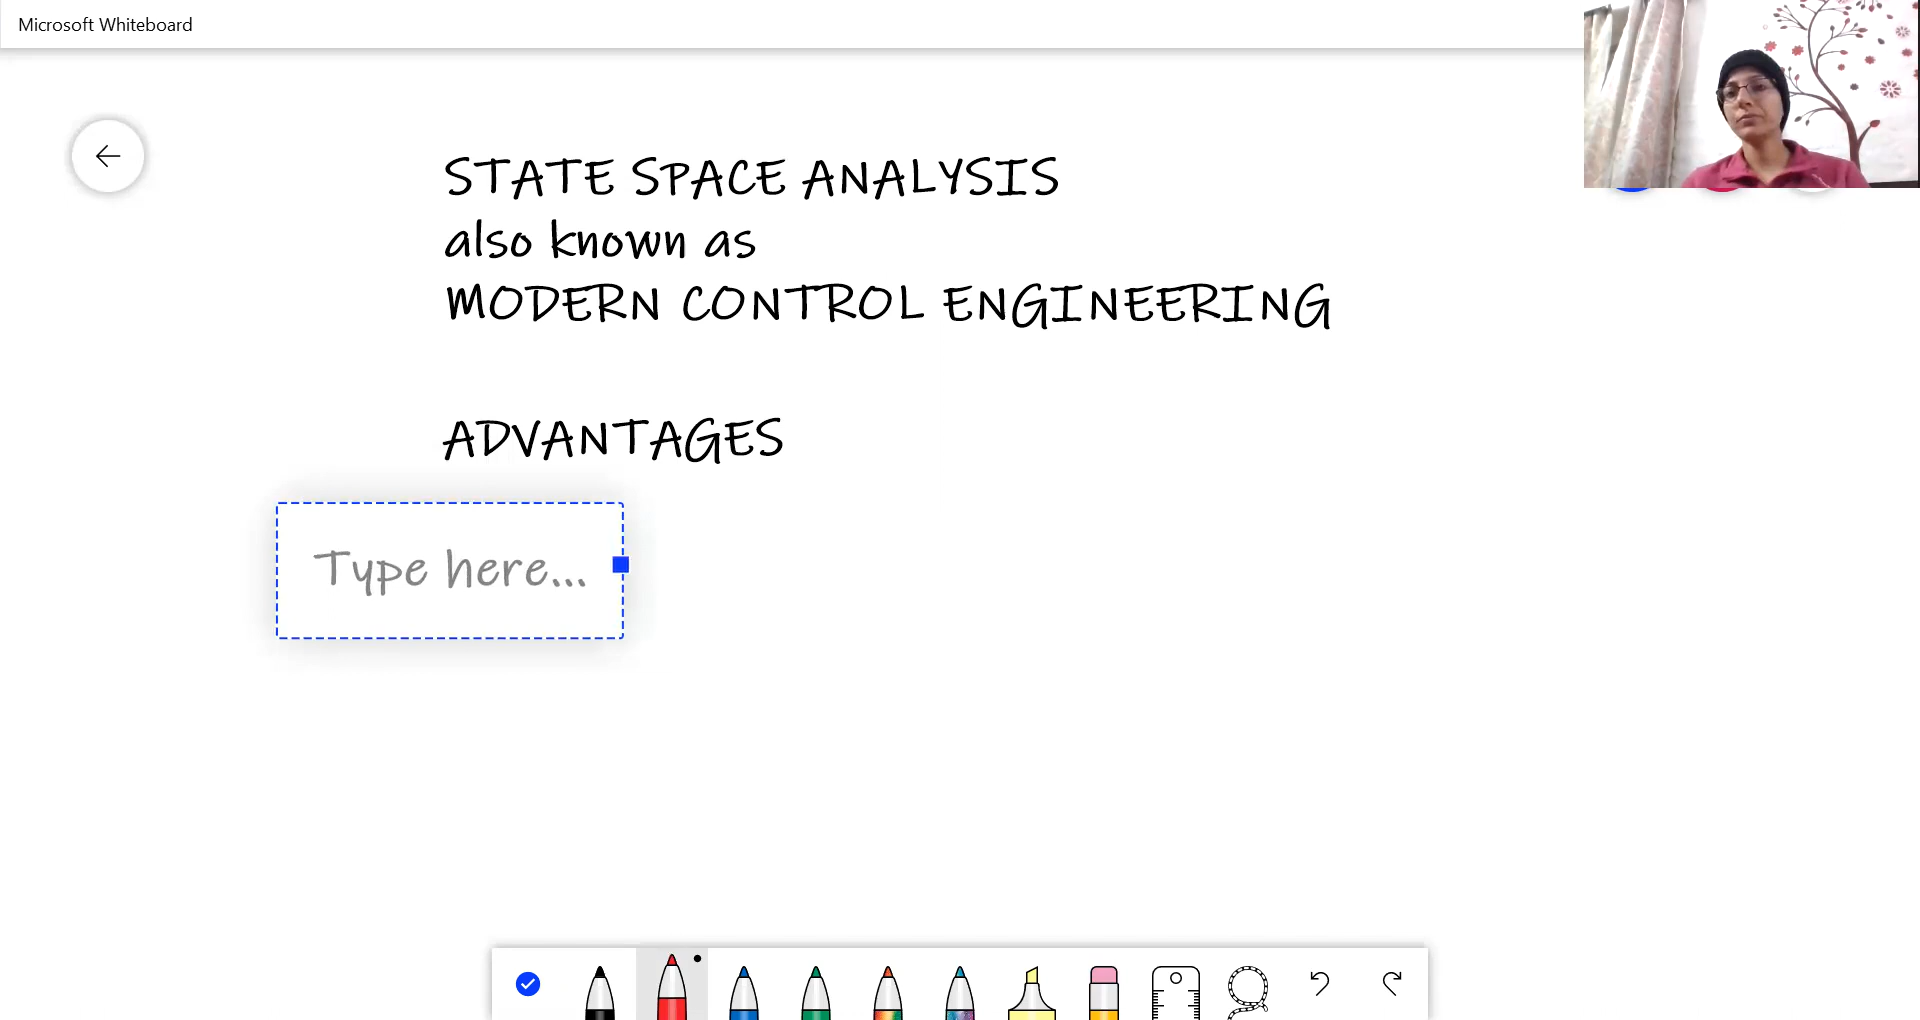 Microsoft Whiteboard
STATE SPACE ANALYSIS
also known as
MODERN CONTROL ENGINEERING
ADVANTAGES
Type here...